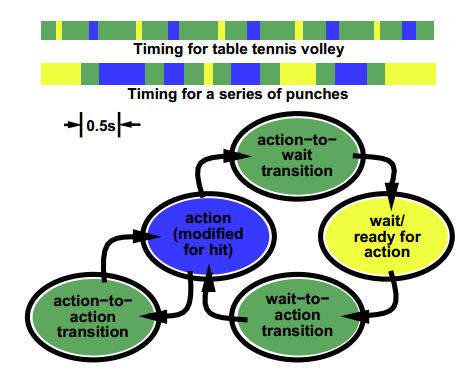 Timing for table tennis volley
Timing for a series of punches
0.5s
action−to−
wait
transition
action
(modified
for hit)
wait/
ready for
action
action−to−
action
transition
wait−to−
action
transition